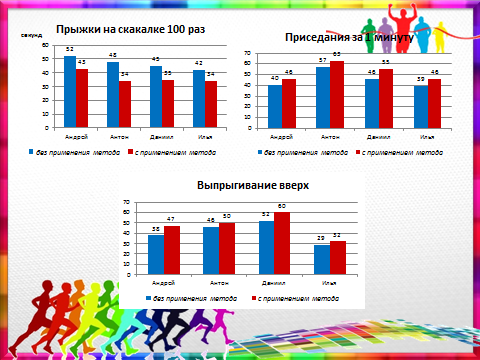 Прыжки на скакалке 100 раз
секунд
60
50
40
30
20
10
0
52
43
48
34
45
35
42
34
Андрей
Антон
Даниил
Илья
без применения метода
с применением метода
Приседания за 1 минуту
70
60
50
40
30
20
10
0
40
46
57
63
46
55
39
46
Андрей
Антон
Даниил
Илья
без применения метода
с применением метода
Выпрыгивание вверх
70
60
50
40
30
20
10
0
38
47
46
50
52
60
29
32
Андрей
Антон
Даниил
Илья
без применения метода
с применением метода